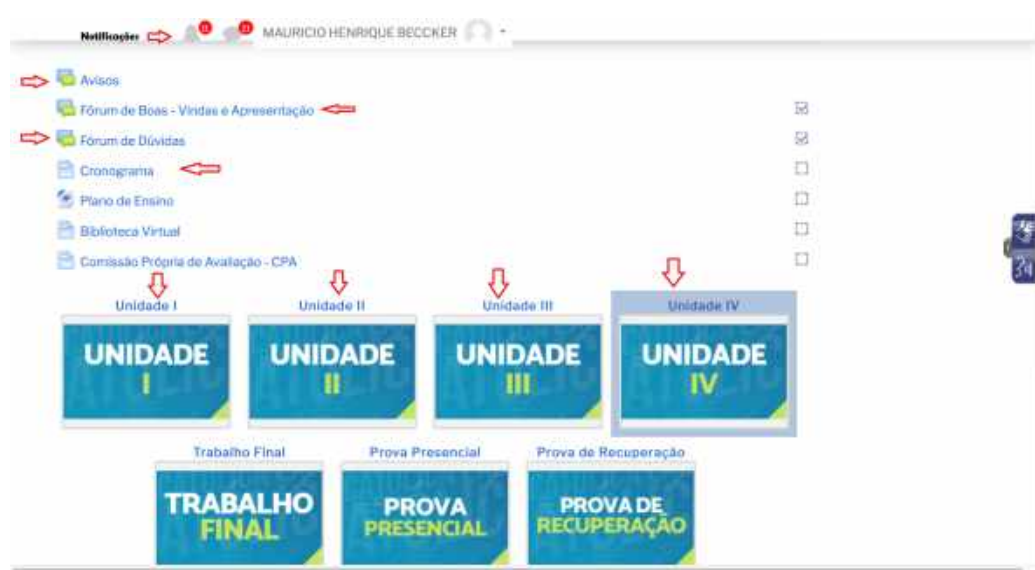 Notificações
MAURICIO HENRIQUE BECCKER
Avisos
Fórum de Boas - Vindas e Apresentação
Fórum de Dúvidas
Cronograma
Plano de Ensino
Biblioteca Virtual
Comissão Própria de Avaliação - CPA
Unidade I Unidade II Unidade III Unidade IV
UNIDADE UNIDADE UNIDADE UNIDADE
I II III IV
Trabalho Final Prova Presencial Prova de Recuperação
TRABALHO PROVA PROVA DE
FINAL PRESENCIAL RECUPERAÇÃO